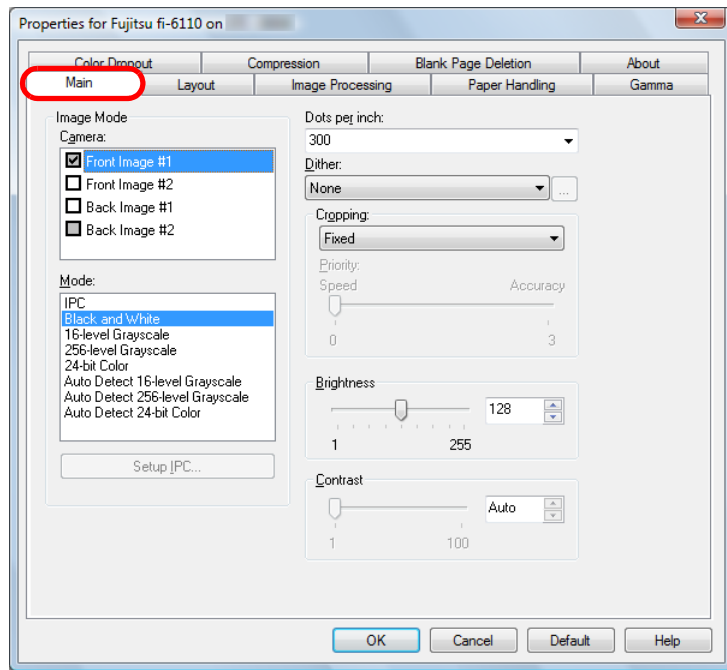 Properties for Fujitsu fi-6110 on
Color Dropout Compression Blank Page Deletion About
Main Layout Image Processing Paper Handling Gamma
Image Mode
Camera:
Front Image #1
Front Image #2
Back Image #1
Back Image #2
Mode:
IPC
Black and White
16-level Grayscale
256-level Grayscale
24-bit Color
Auto Detect 16-level Grayscale
Auto Detect 256-level Grayscale
Auto Detect 24-bit Color
Setup IPC...
Dots per inch:
300
Dither:
None ...
Cropping:
Fixed
Priority:
Speed Accuracy
0 3
Brightness
128
1 255
Contrast
Auto
1 100
OK Cancel Default Help